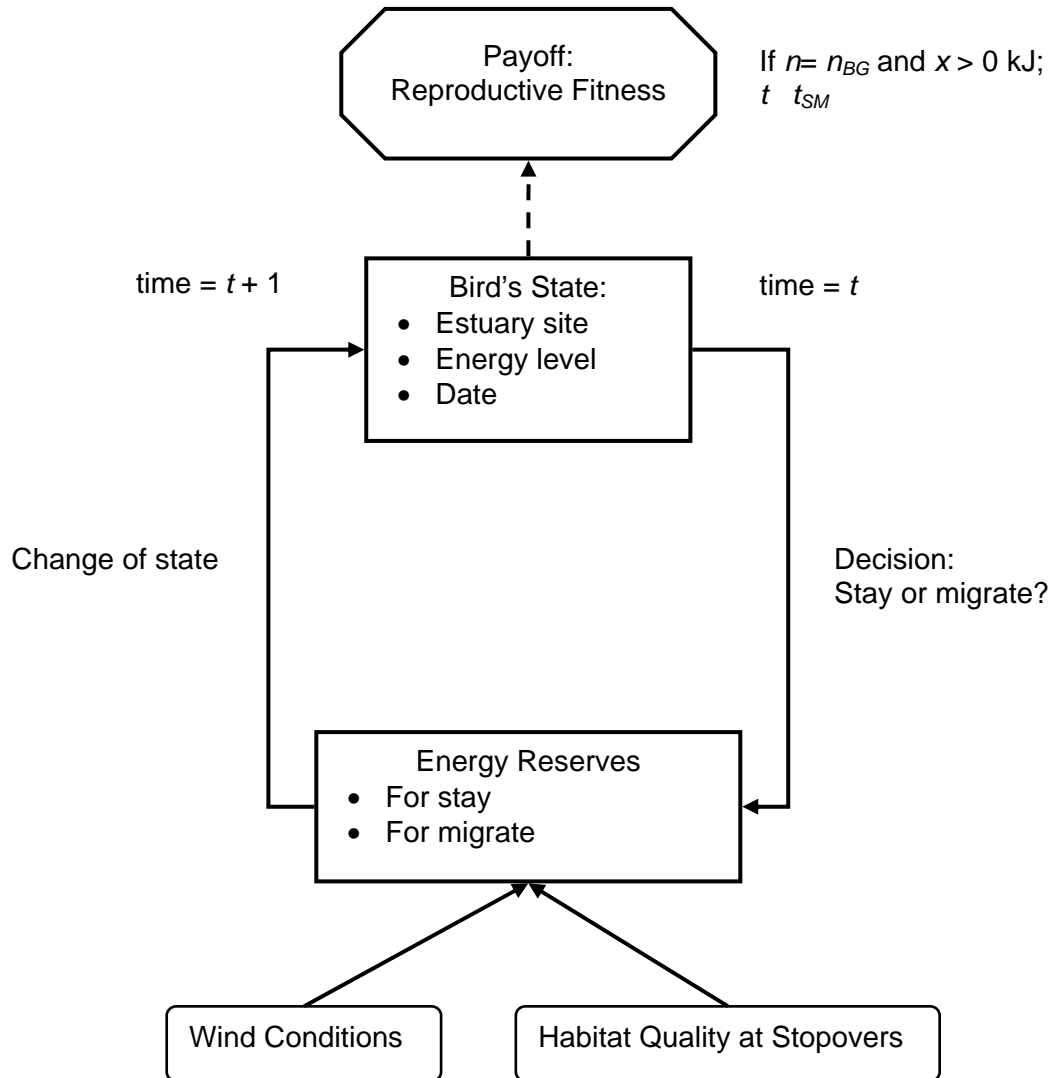 Payoff:
Reproductive Fitness
If n= nBG and x > 0 kJ;
t tSM
time = t + 1
Bird’s State:
• Estuary site
• Energy level
• Date
time = t
Change of state
Decision:
Stay or migrate?
Energy Reserves
• For stay
• For migrate
Wind Conditions
Habitat Quality at Stopovers